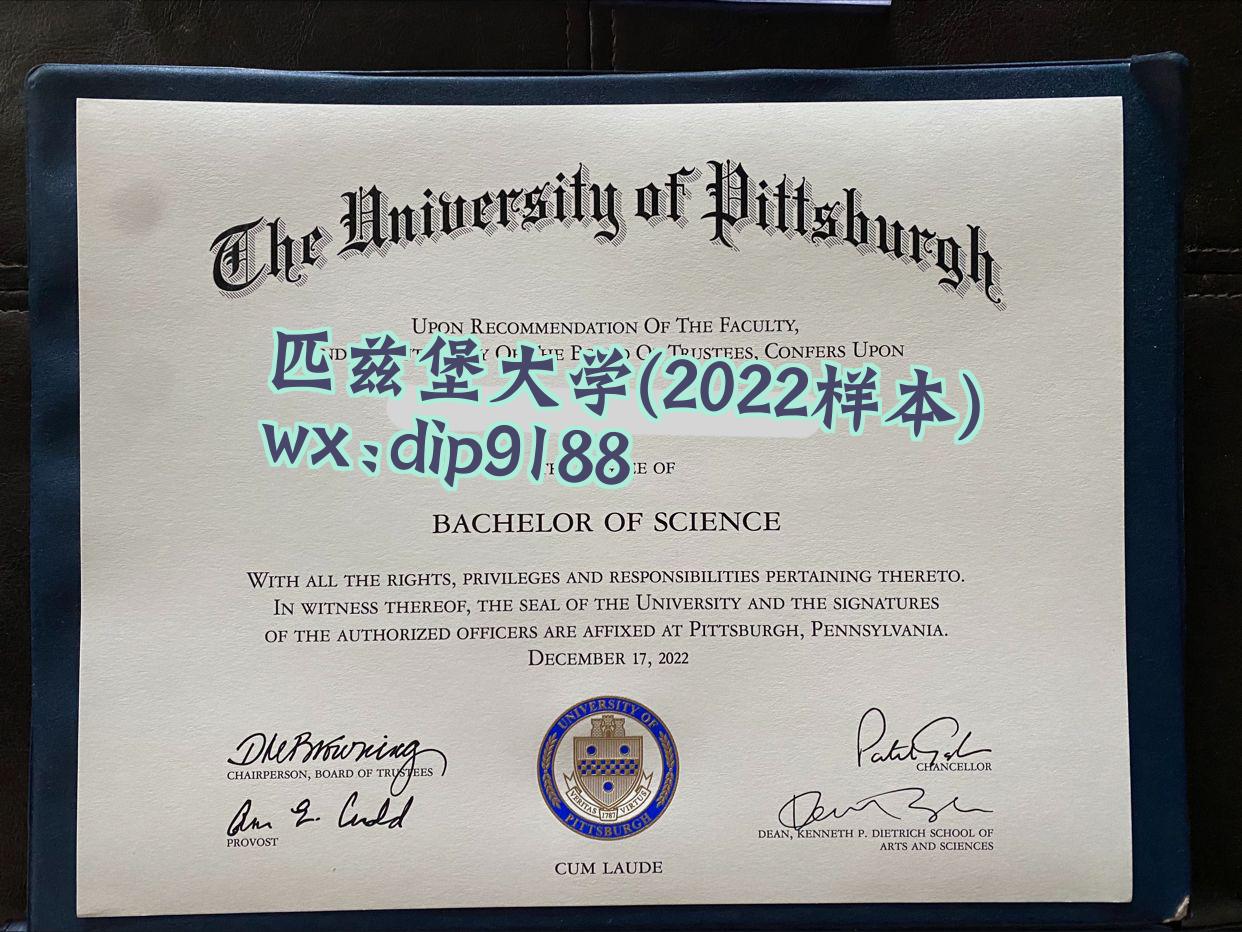 The University of Pittsburgh
UPON RECOMMENDATION OF THE FACULTY,
THE BOARD OF TRUSTEES, CONFERS UPON
匹兹堡大学(2022样本)
wx:dip9188
OF
BACHELOR OF SCIENCE
WITH ALL THE RIGHTS, PRIVILEGES AND RESPONSIBILITIES PERTAINING THERETO.
IN WITNESS THEREOF, THE SEAL OF THE UNIVERSITY AND THE SIGNATURES
OF THE AUTHORIZED OFFICERS ARE AFFIXED AT PITTSBURGH, PENNSYLVANIA.
DECEMBER 17, 2022
CHAIRPERSON, BOARD OF TRUSTEES
PROVOST
UNIVERSITY OF
VERITAS 1787 VIRTUS
PITTSBURGH
CUM LAUDE
CHANCELLOR
DEAN, KENNETH P. DIETRICH SCHOOL OF
ARTS AND SCIENCES